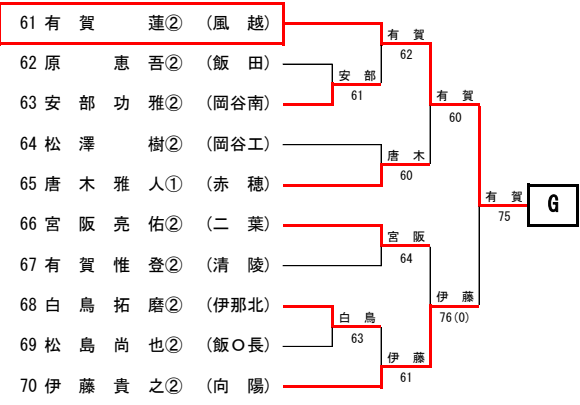 61 有賀 蓮② (風越)
62 原 恵吾② (飯田)
63 安部功雅② (岡谷南)
64 松澤 樹② (岡谷工)
65 唐木雅人① (赤穂)
66 宮阪亮佑② (二葉)
67 有賀惟登② (清陵)
68 白鳥拓磨② (伊那北)
69 松島尚也② (飯O長)
70 伊藤貴之② (向陽)
安部
61
白鳥
63
有賀
62
唐木
60
宮阪
64
伊藤
61
有賀
60
伊藤
76(0)
有賀
75
G